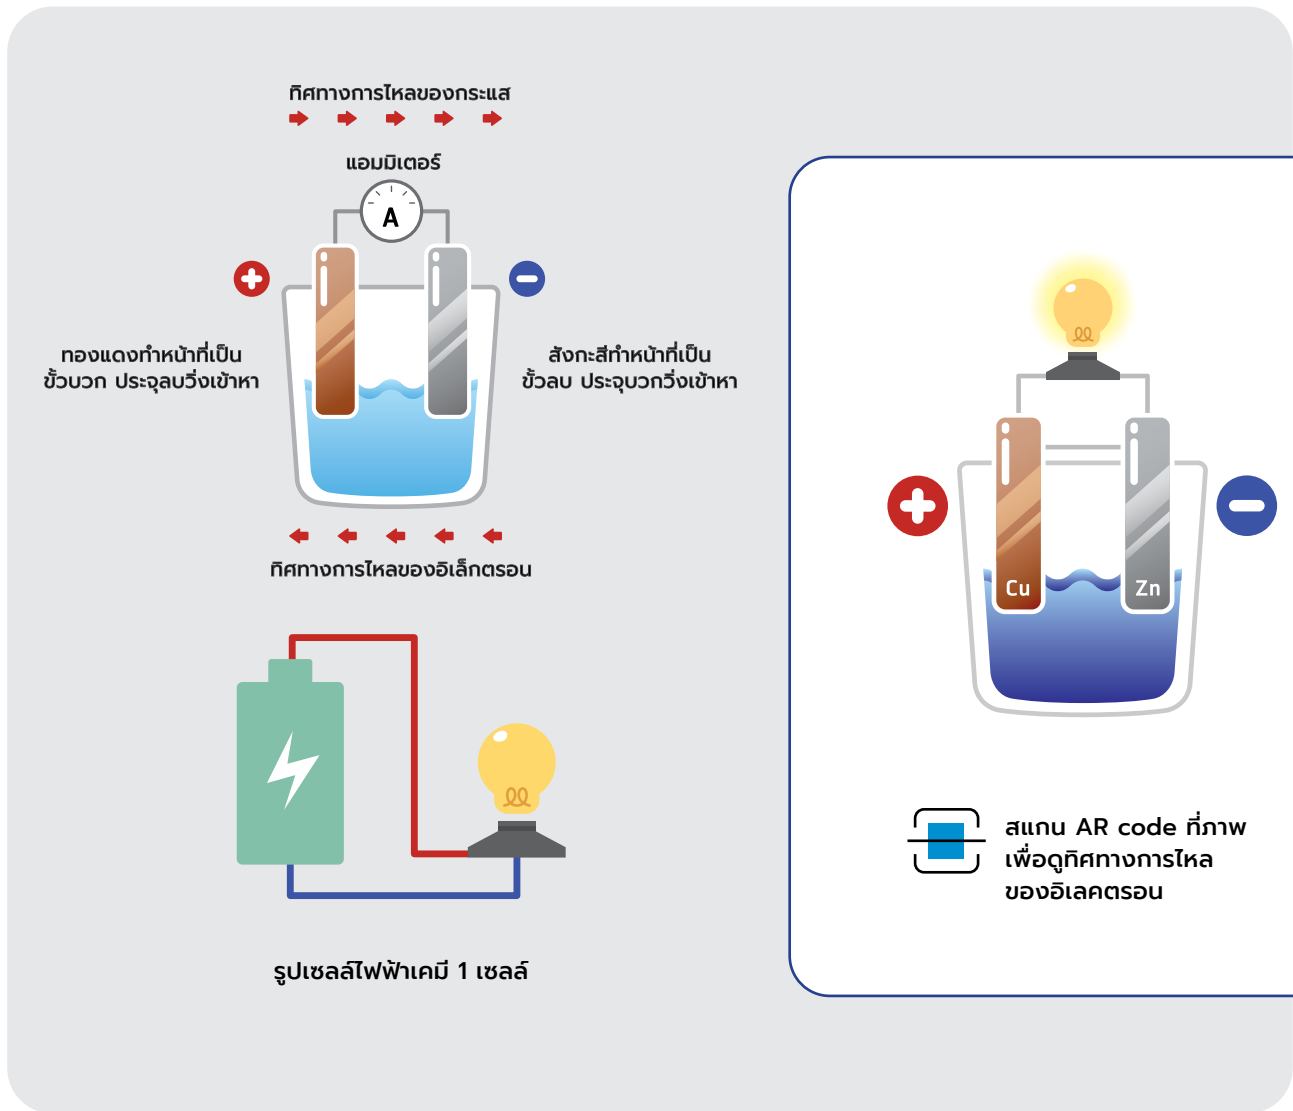 ทิศทางการไหลของกระแส
แอมมิเตอร์
A
ทองแดงทำหน้าที่เป็น
ขั้วบวก ประจุลบวิ่งเข้าหา
สังกะสีทำหน้าที่เป็น
ขั้วลบ ประจุบวกวิ่งเข้าหา
ทิศทางการไหลของอิเล็กตรอน
รูปเซลล์ไฟฟ้าเคมี 1 เซลล์
Cu
Zn
สแกน AR code ที่ภาพ
เพื่อดูทิศทางการไหล
ของอิเลคตรอน